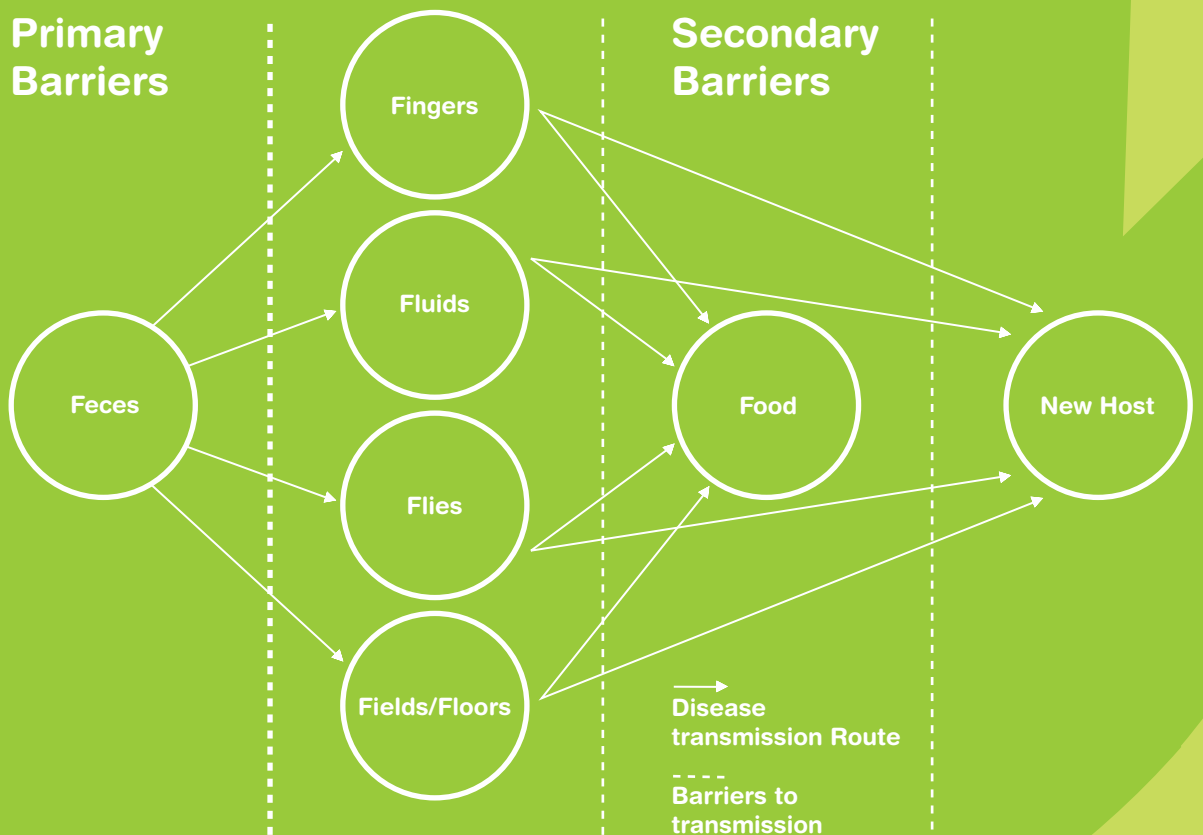 Primary
Barriers
Secondary
Barriers
Fingers
Fluids
Feces
Food
New Host
Flies
Fields/Floors
Disease
transmission Route
Barriers to
transmission